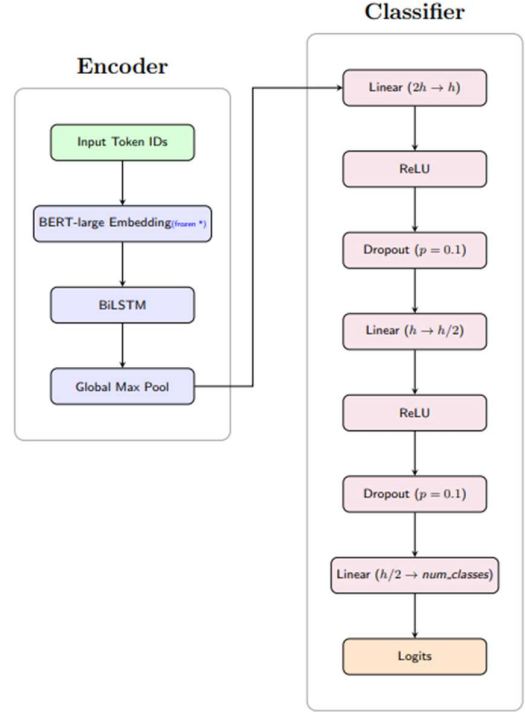 Encoder
Input Token IDs
BERT-large Embedding(frozen *)
BiLSTM
Global Max Pool
Classifier
Linear (2h → h)
ReLU
Dropout (p = 0.1)
Linear (h → h/2)
ReLU
Dropout (p = 0.1)
Linear (h/2 → num_classes)
Logits